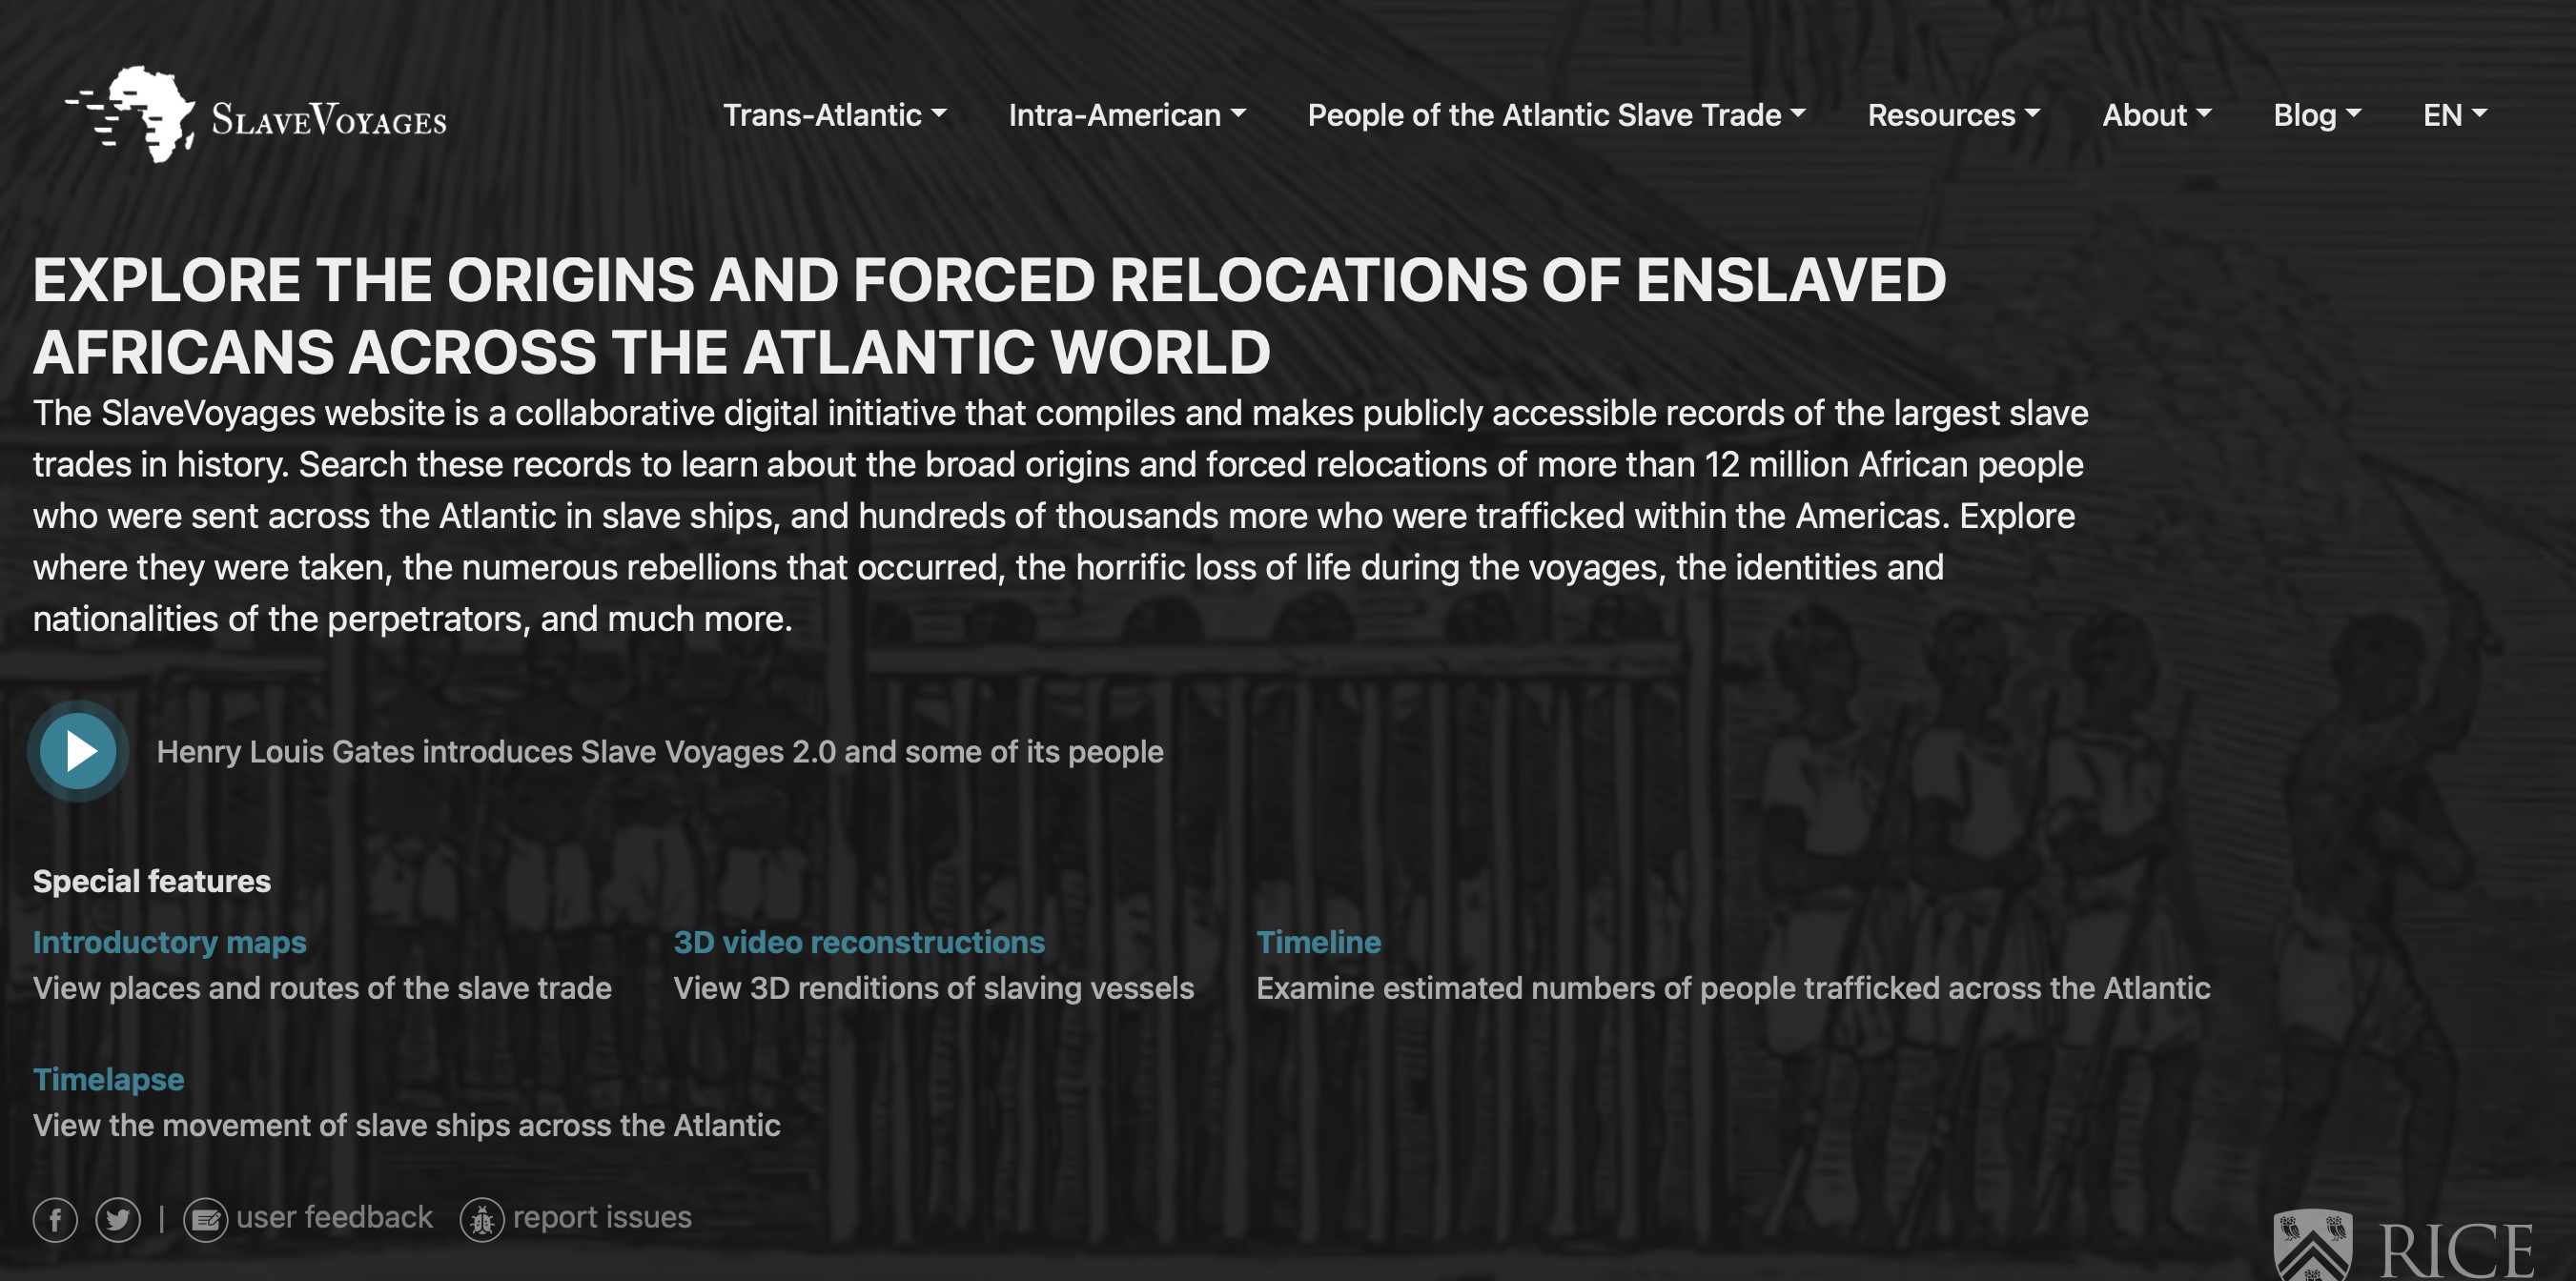 SlaveVoyages
Trans-Atlantic
Intra-American
People of the Atlantic Slave Trade
Resources
About
Blog
EN
EXPLORE THE ORIGINS AND FORCED RELOCATIONS OF ENSLAVED
AFRICANS ACROSS THE ATLANTIC WORLD
The SlaveVoyages website is a collaborative digital initiative that compiles and makes publicly accessible records of the largest slave
trades in history. Search these records to learn about the broad origins and forced relocations of more than 12 million African people
who were sent across the Atlantic in slave ships, and hundreds of thousands more who were trafficked within the Americas. Explore
where they were taken, the numerous rebellions that occurred, the horrific loss of life during the voyages, the identities and
nationalities of the perpetrators, and much more.
Henry Louis Gates introduces Slave Voyages 2.0 and some of its people
Special features
Introductory maps
View places and routes of the slave trade
3D video reconstructions
View 3D renditions of slaving vessels
Timeline
Examine estimated numbers of people trafficked across the Atlantic
Timelapse
View the movement of slave ships across the Atlantic
| user feedback
report issues
RICE